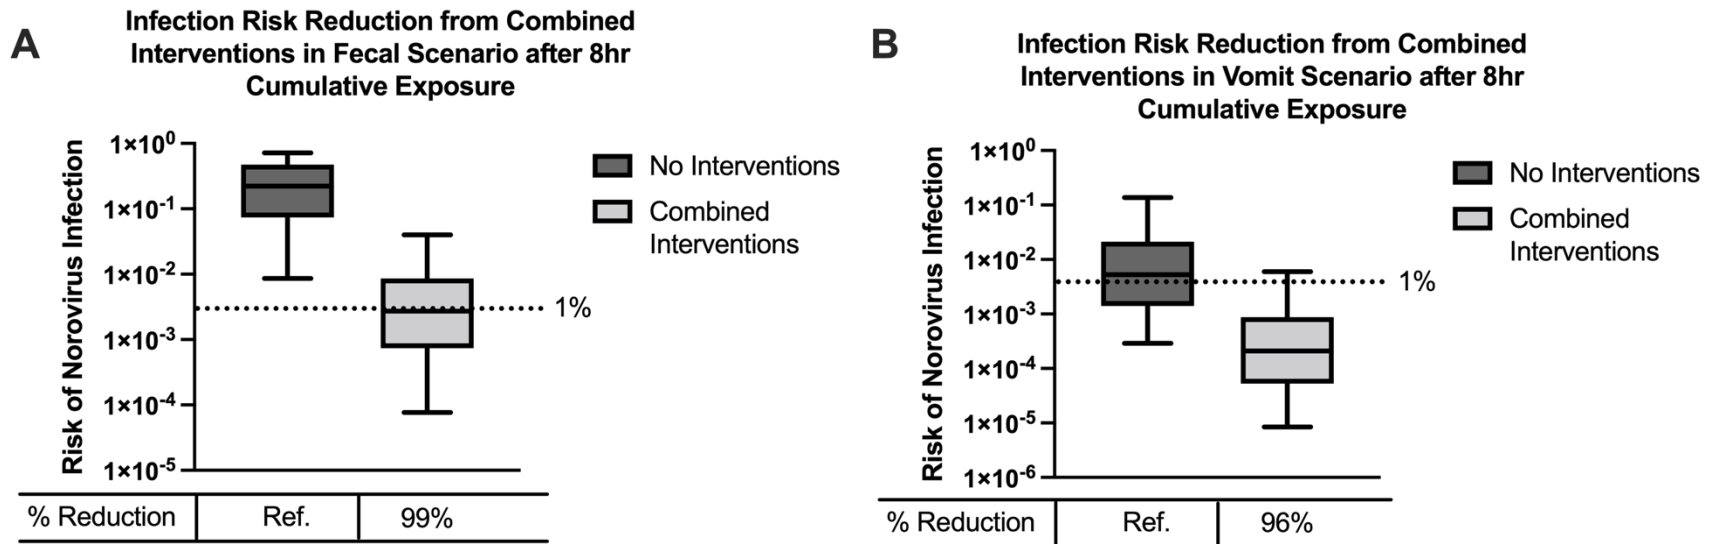 A
Infection Risk Reduction from Combined
Interventions in Fecal Scenario after 8hr
Cumulative Exposure
Risk of Norovirus Infection
1×10⁰
1×10⁻¹
1×10⁻²
1×10⁻³
1×10⁻⁴
1×10⁻⁵
1%
No Interventions
Combined
Interventions
% Reduction Ref. 99%
B
Infection Risk Reduction from Combined
Interventions in Vomit Scenario after 8hr
Cumulative Exposure
Risk of Norovirus Infection
1×10⁰
1×10⁻¹
1×10⁻²
1×10⁻³
1×10⁻⁴
1×10⁻⁵
1×10⁻⁶
1%
No Interventions
Combined
Interventions
% Reduction Ref. 96%